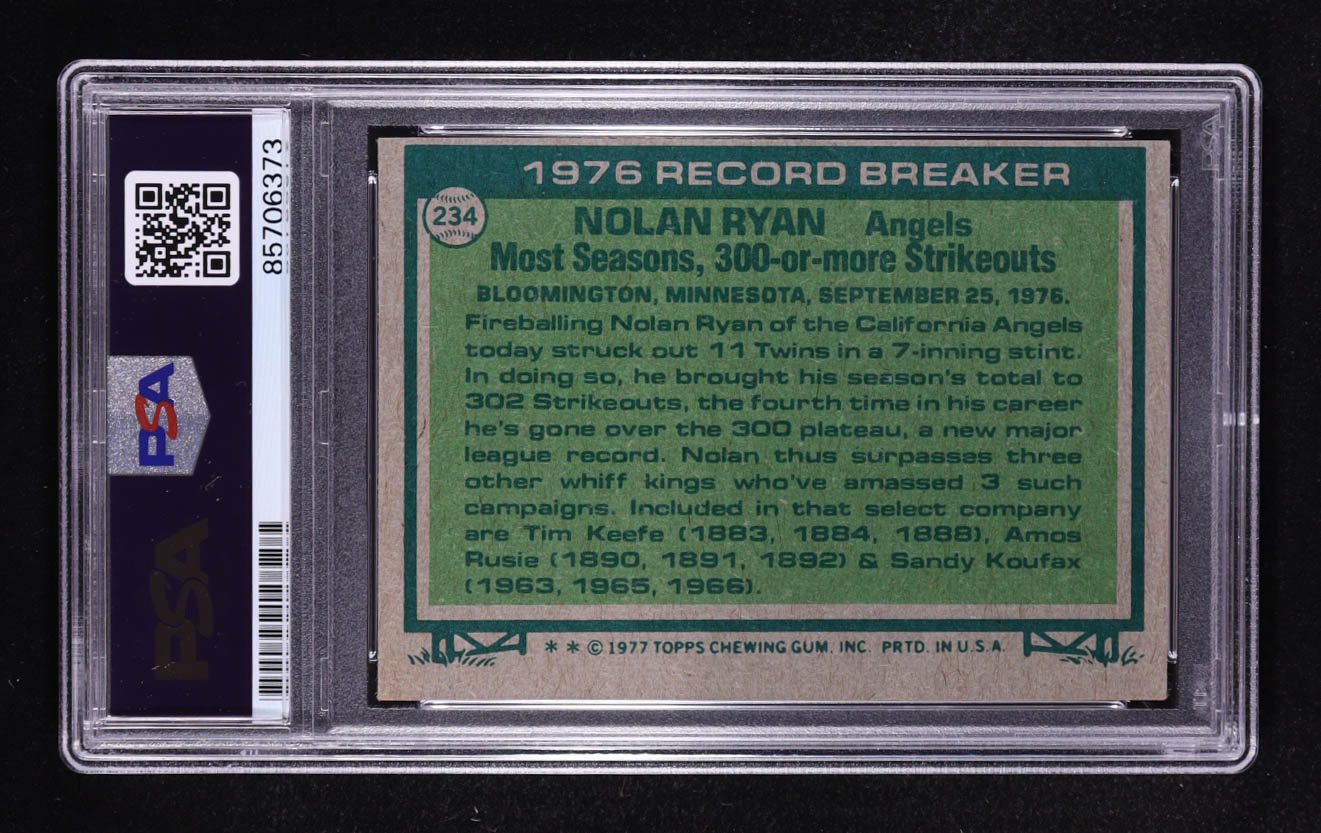 85706373
PSA
PSA
1976 RECORD BREAKER
234
NOLAN RYAN Angels
Most Seasons, 300-or-more Strikeouts
BLOOMINGTON, MINNESOTA, SEPTEMBER 25, 1976.
Fireballing Nolan Ryan of the California Angels
today struck out 11 Twins in a 7-inning stint.
In doing so, he brought his season's total to
302 Strikeouts, the fourth time in his career
he's gone over the 300 plateau, a new major
league record. Nolan thus surpasses three
other whiff kings who've amassed 3 such
campaigns. Included in that select company
are Tim Keefe (1883, 1884, 1888), Amos
Rusie (1890, 1891, 1892) & Sandy Koufax
(1963, 1965, 1966).
* * © 1977 TOPPS CHEWING GUM, INC. PRTD. IN U.S.A.
PSA